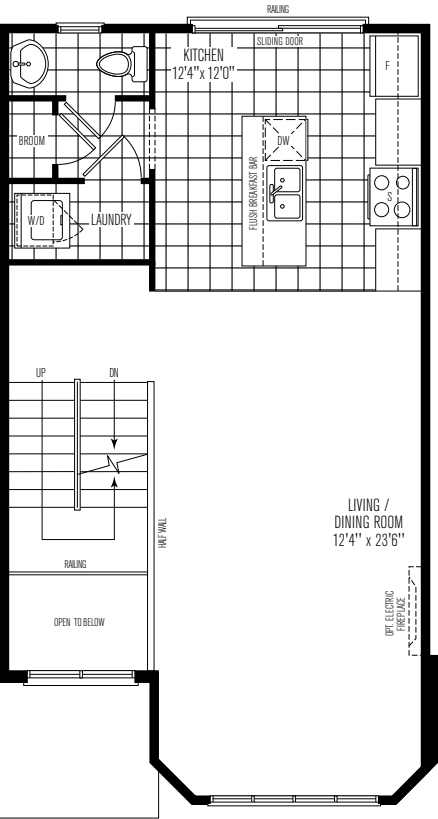 RAILING
SLIDING DOOR
KITCHEN
12'4"x 12'0"
F
BROOM
DW
FLUSH BREAKFAST BAR
S
W/D
LAUNDRY
UP
DN
HALF WALL
LIVING /
DINING ROOM
12'4" x 23'6"
RAILING
OPT. ELECTRIC
FIREPLACE
OPEN TO BELOW